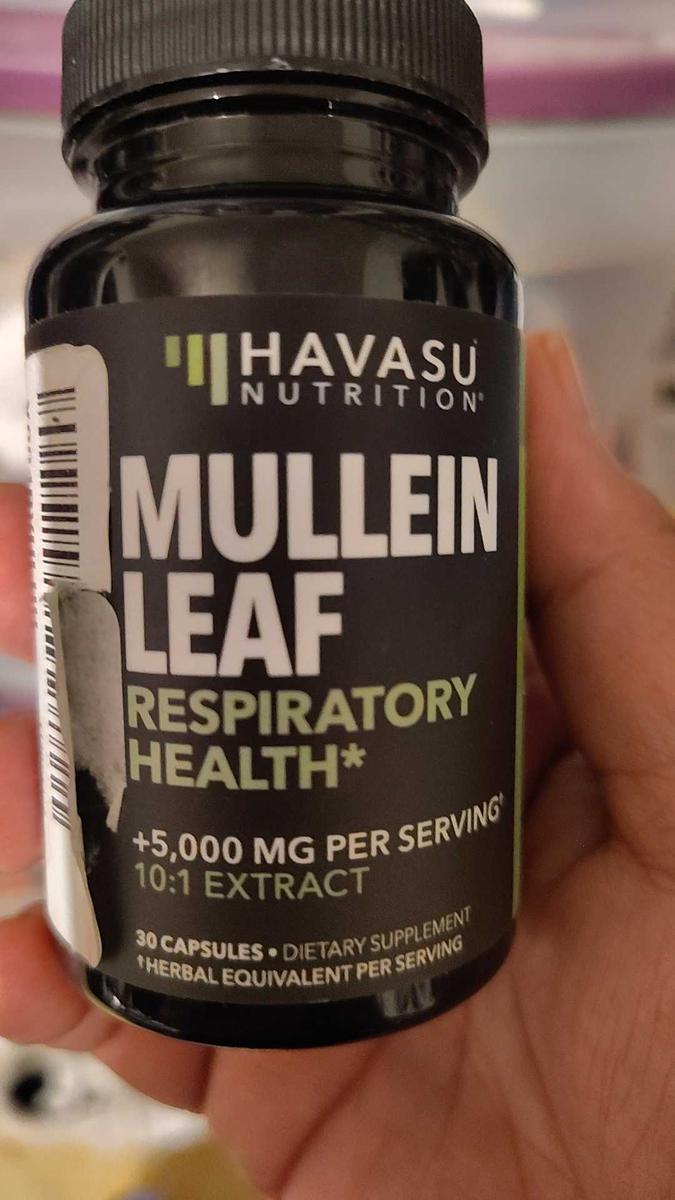 HAVASU
NUTRITION®
MULLEIN
LEAF
RESPIRATORY
HEALTH*
+5,000 MG PER SERVING†
10:1 EXTRACT
30 CAPSULES • DIETARY SUPPLEMENT
†HERBAL EQUIVALENT PER SERVING